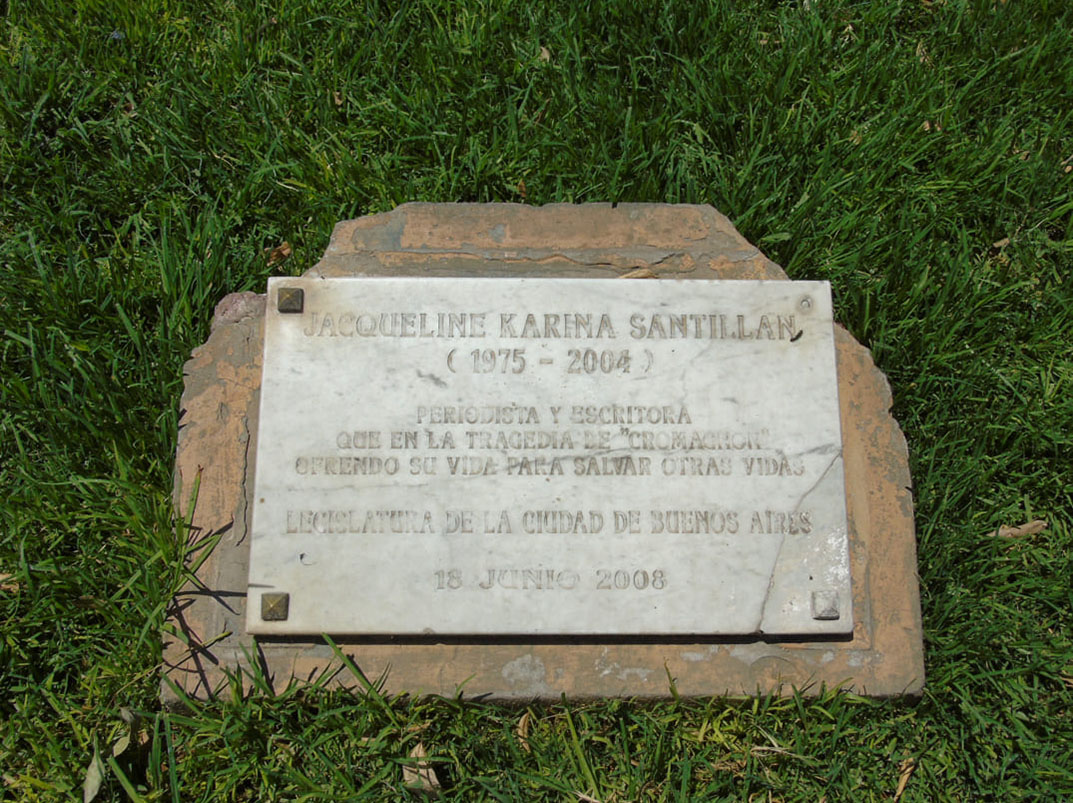 JACQUELINE KARINA SANTILLAN
( 1975 - 2004 )
PERIODISTA Y ESCRITORA
QUE EN LA TRAGEDIA DE "CROMAGNON"
OFRENDO SU VIDA PARA SALVAR OTRAS VIDAS
LEGISLATURA DE LA CIUDAD DE BUENOS AIRES
18 JUNIO 2008